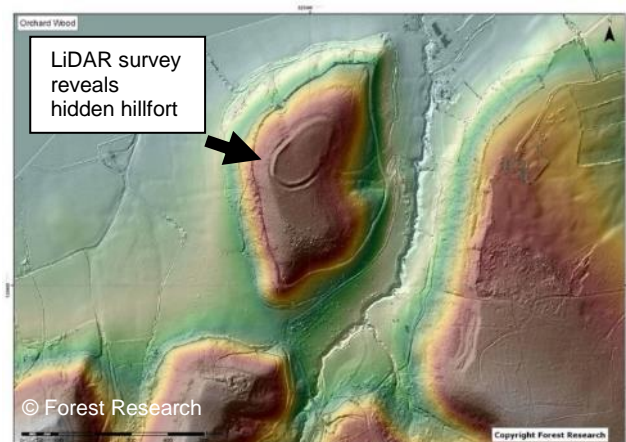 Orchard Wood
LiDAR survey
reveals
hidden hillfort
© Forest Research
Copyright Forest Research